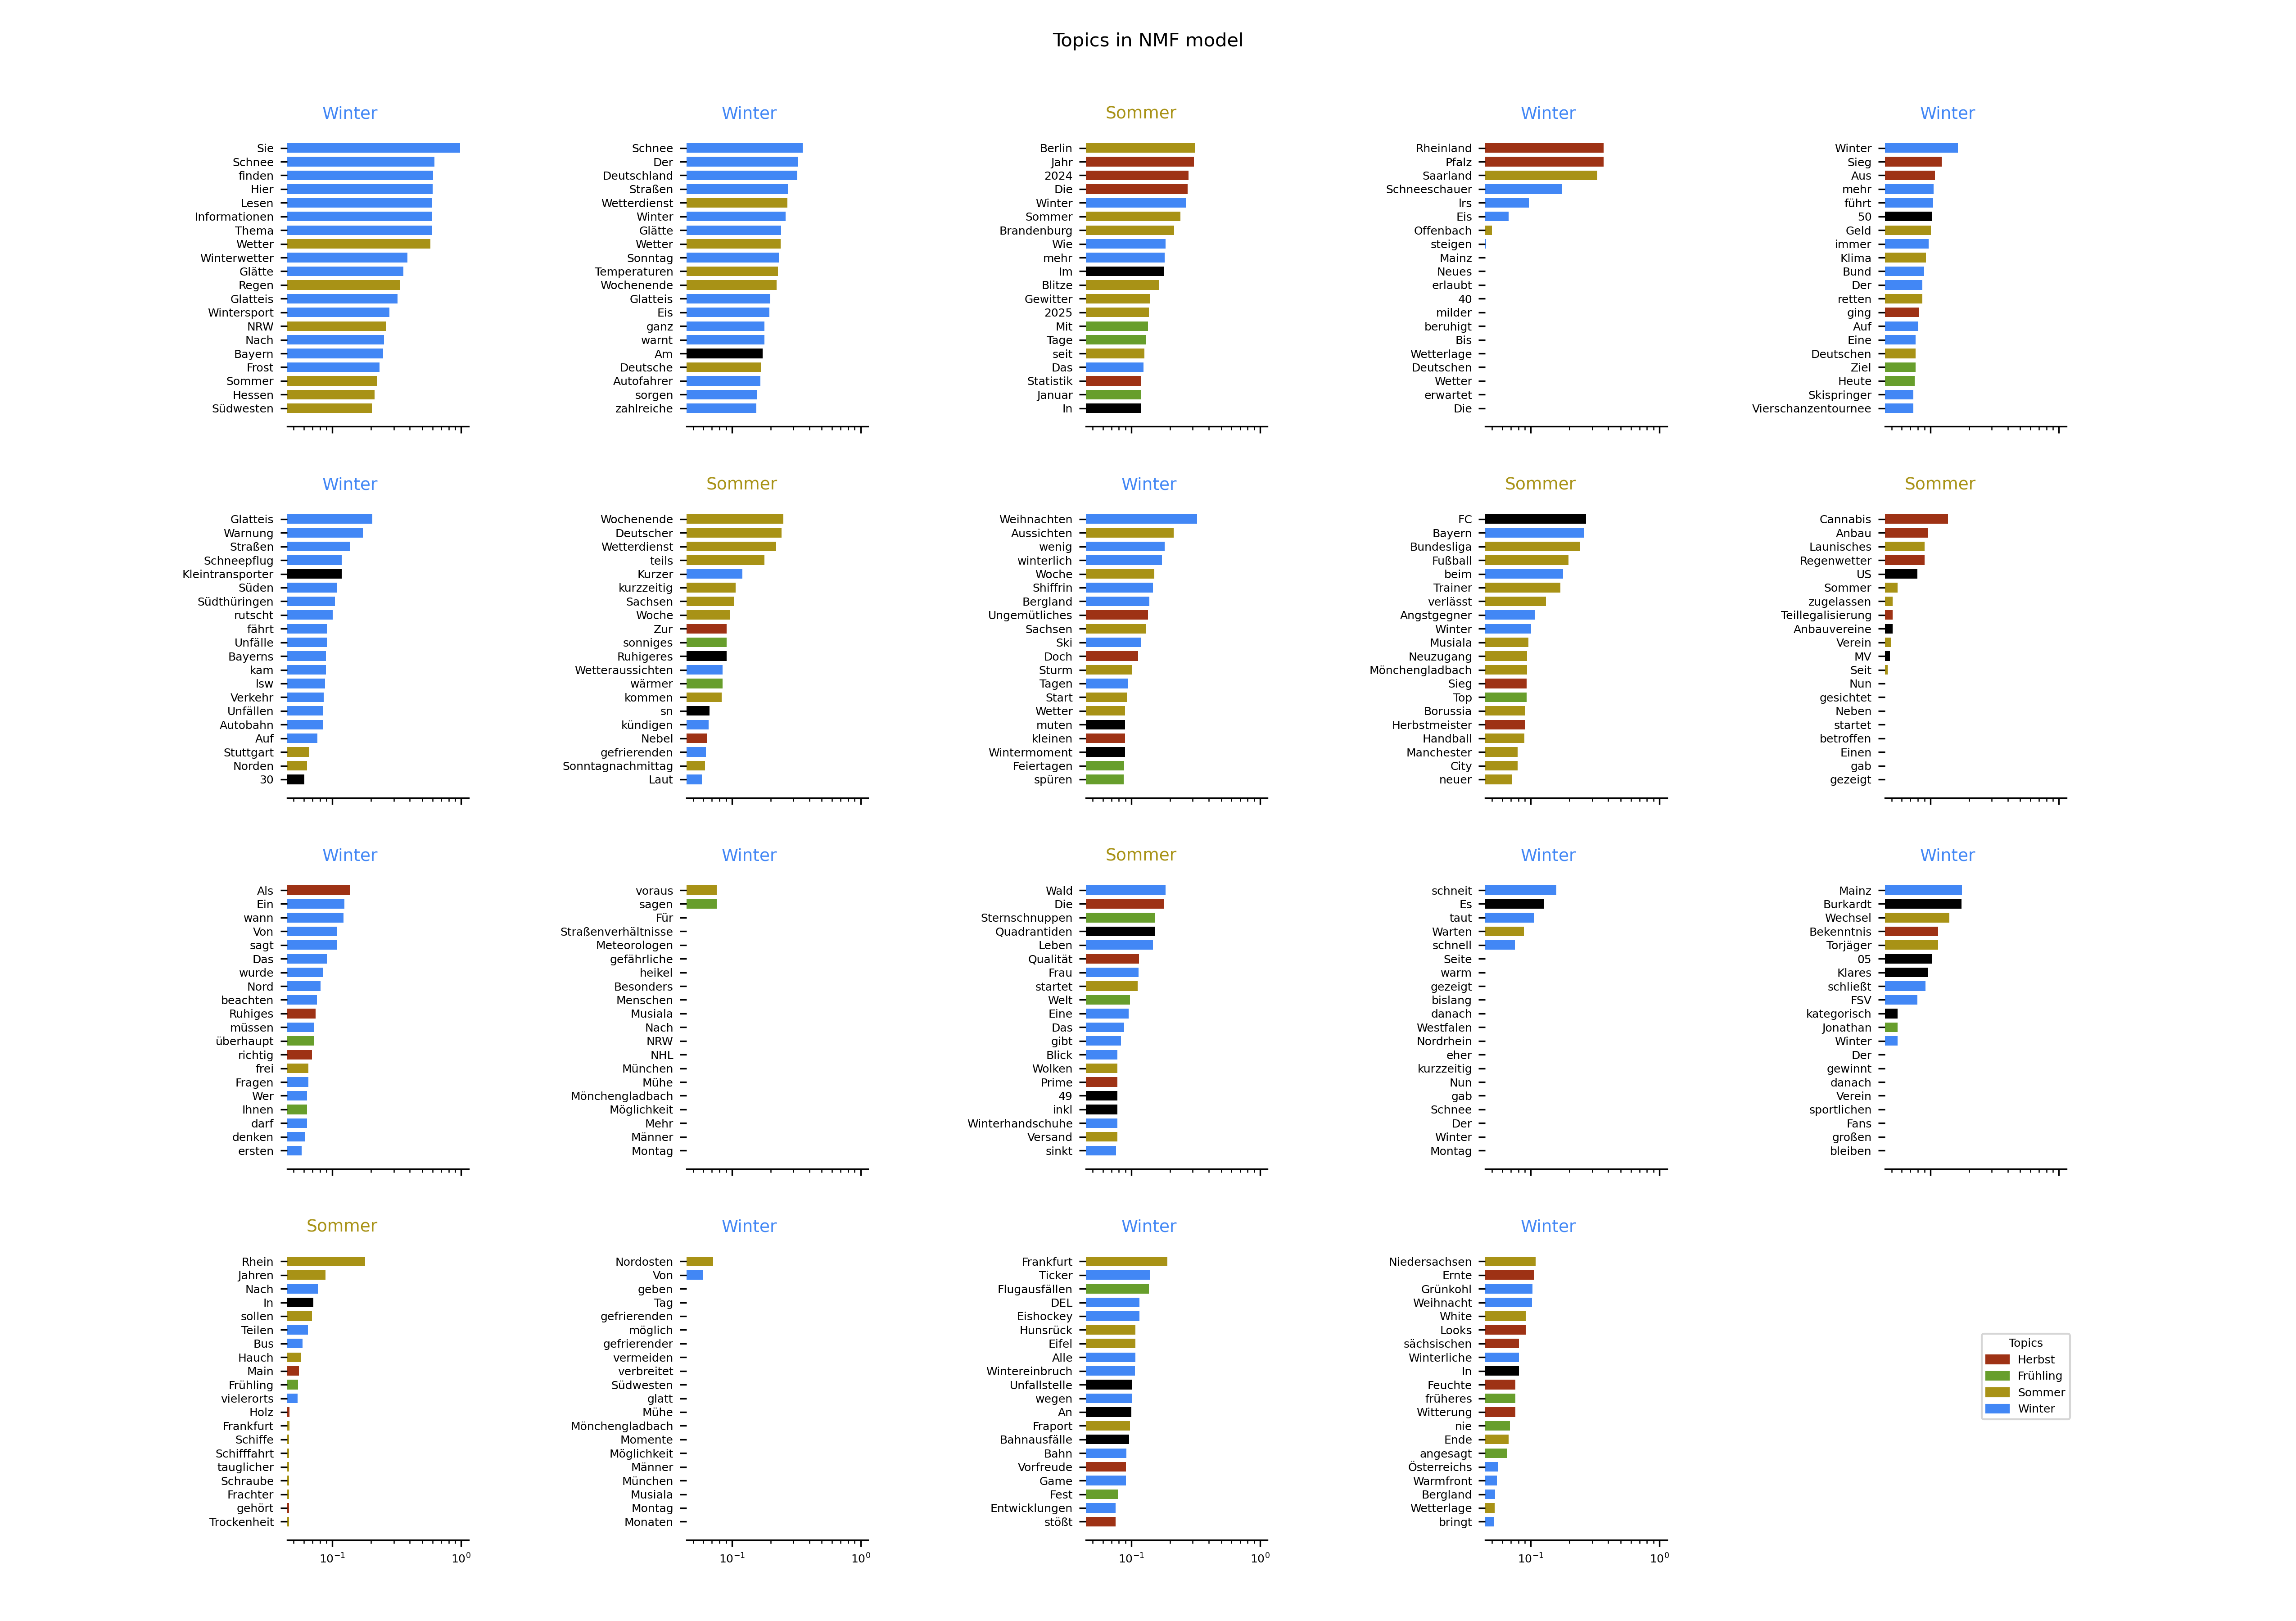 Topics in NMF model
Winter
Sie
Schnee
finden
Hier
Lesen
Informationen
Thema
Wetter
Winterwetter
Glätte
Regen
Glatteis
Wintersport
NRW
Nach
Bayern
Frost
Sommer
Hessen
Südwesten
Winter
Schnee
Der
Deutschland
Straßen
Wetterdienst
Winter
Glätte
Wetter
Sonntag
Temperaturen
Wochenende
Glatteis
Eis
ganz
warnt
Am
Deutsche
Autofahrer
sorgen
zahlreiche
Sommer
Berlin
Jahr
2024
Die
Winter
Sommer
Brandenburg
Wie
mehr
Im
Blitze
Gewitter
2025
Mit
Tage
seit
Das
Statistik
Januar
In
Winter
Rheinland
Pfalz
Saarland
Schneeschauer
lrs
Eis
Offenbach
steigen
Mainz
Neues
erlaubt
40
milder
beruhigt
Bis
Wetterlage
Deutschen
Wetter
erwartet
Die
Winter
Winter
Sieg
Aus
mehr
führt
50
Geld
immer
Klima
Bund
Der
retten
ging
Auf
Eine
Deutschen
Ziel
Heute
Skispringer
Vierschanzentournee
Winter
Glatteis
Warnung
Straßen
Schneepflug
Kleintransporter
Süden
Südthüringen
rutscht
fährt
Unfälle
Bayerns
kam
lsw
Verkehr
Unfällen
Autobahn
Auf
Stuttgart
Norden
30
Sommer
Wochenende
Deutscher
Wetterdienst
teils
Kurzer
kurzzeitig
Sachsen
Woche
Zur
sonniges
Ruhigeres
Wetteraussichten
wärmer
kommen
sn
kündigen
Nebel
gefrierenden
Sonntagnachmittag
Laut
Winter
Weihnachten
Aussichten
wenig
winterlich
Woche
Shiffrin
Bergland
Ungemütliches
Sachsen
Ski
Doch
Sturm
Tagen
Start
Wetter
muten
kleinen
Wintermoment
Feiertagen
spüren
Sommer
FC
Bayern
Bundesliga
Fußball
beim
Trainer
verlässt
Angstgegner
Winter
Musiala
Neuzugang
Mönchengladbach
Sieg
Top
Borussia
Herbstmeister
Handball
Manchester
City
neuer
Sommer
Cannabis
Anbau
Launisches
Regenwetter
US
Sommer
zugelassen
Teillegalisierung
Anbauvereine
Verein
MV
Seit
Nun
gesichtet
Neben
startet
betroffen
Einen
gab
gezeigt
Winter
Als
Ein
wann
Von
sagt
Das
wurde
Nord
beachten
Ruhiges
müssen
überhaupt
richtig
frei
Fragen
Wer
Ihnen
darf
denken
ersten
Winter
voraus
sagen
Für
Straßenverhältnisse
Meteorologen
gefährliche
heikel
Besonders
Menschen
Musiala
Nach
NRW
NHL
München
Mühe
Mönchengladbach
Möglichkeit
Mehr
Männer
Montag
Sommer
Wald
Die
Sternschnuppen
Quadrantiden
Leben
Qualität
Frau
startet
Welt
Eine
Das
gibt
Blick
Wolken
Prime
49
inkl
Winterhandschuhe
Versand
sinkt
Winter
schneit
Es
taut
Warten
schnell
Seite
warm
gezeigt
bislang
danach
Westfalen
Nordrhein
eher
kurzzeitig
Nun
gab
Schnee
Der
Winter
Montag
Winter
Mainz
Burkardt
Wechsel
Bekenntnis
Torjäger
05
Klares
schließt
FSV
kategorisch
Jonathan
Winter
Der
gewinnt
danach
Verein
sportlichen
Fans
großen
bleiben
Sommer
Rhein
Jahren
Nach
In
sollen
Teilen
Bus
Hauch
Main
Frühling
vielerorts
Holz
Frankfurt
Schiffe
Schifffahrt
tauglicher
Schraube
Frachter
gehört
Trockenheit
10⁻¹ 10⁰
Winter
Nordosten
Von
geben
Tag
gefrierenden
möglich
gefrierender
vermeiden
verbreitet
Südwesten
glatt
Mühe
Mönchengladbach
Momente
Möglichkeit
Männer
München
Musiala
Montag
Monaten
10⁻¹ 10⁰
Winter
Frankfurt
Ticker
Flugausfällen
DEL
Eishockey
Hunsrück
Eifel
Alle
Wintereinbruch
Unfallstelle
wegen
An
Fraport
Bahnausfälle
Bahn
Vorfreude
Game
Fest
Entwicklungen
stößt
10⁻¹ 10⁰
Winter
Niedersachsen
Ernte
Grünkohl
Weihnacht
White
Looks
sächsischen
Winterliche
In
Feuchte
früheres
Witterung
nie
Ende
angesagt
Österreichs
Warmfront
Bergland
Wetterlage
bringt
10⁻¹ 10⁰
Topics
Herbst
Frühling
Sommer
Winter